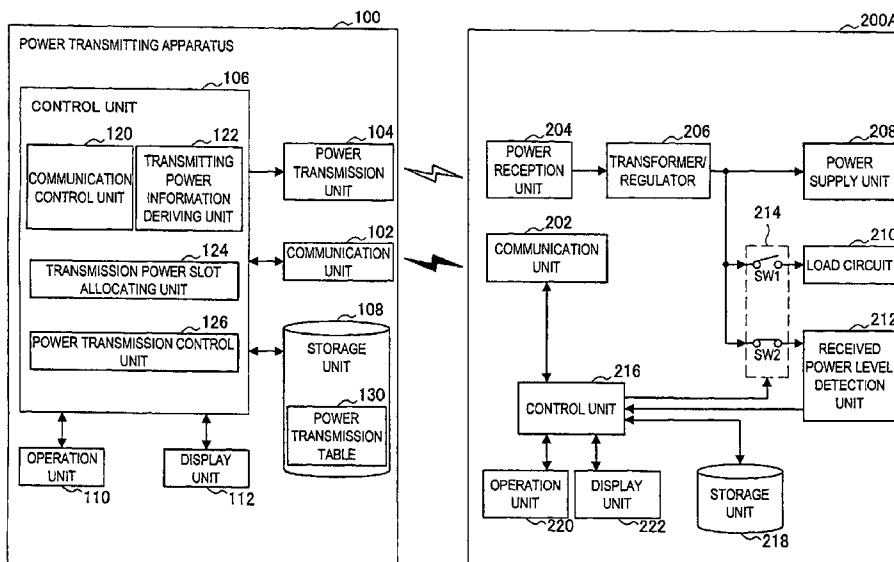 100
POWER TRANSMITTING APPARATUS
106
CONTROL UNIT
120
COMMUNICATION
CONTROL UNIT
122
TRANSMITTING
POWER
INFORMATION
DERIVING UNIT
104
POWER
TRANSMISSION
UNIT
102
COMMUNICATION
UNIT
124
TRANSMISSION POWER SLOT
ALLOCATING UNIT
126
POWER TRANSMISSION CONTROL
UNIT
108
STORAGE
UNIT
130
POWER
TRANSMISSION
TABLE
OPERATION
UNIT
110
DISPLAY
UNIT
112
200A
204
POWER
RECEPTION
UNIT
206
TRANSFORMER/
REGULATOR
208
POWER
SUPPLY UNIT
202
COMMUNICATION
UNIT
214
SW1
SW2
210
LOAD CIRCUIT
212
RECEIVED
POWER LEVEL
DETECTION
UNIT
216
CONTROL UNIT
OPERATION
UNIT
220
DISPLAY
UNIT
222
STORAGE
UNIT
218